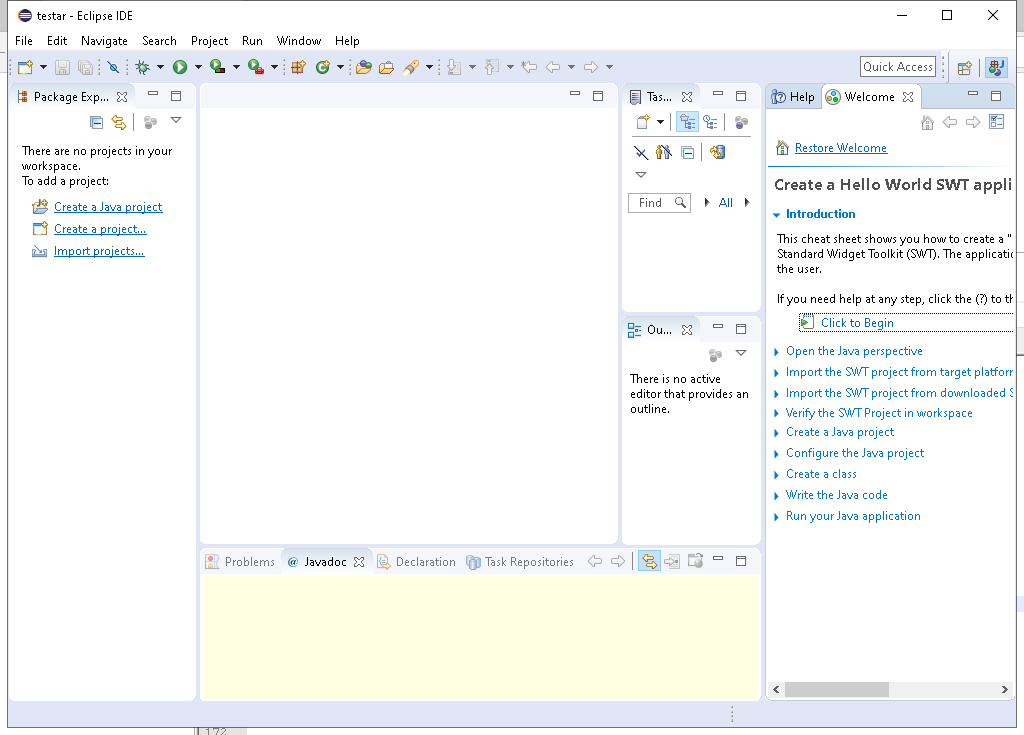 testar - Eclipse IDE
File Edit Navigate Search Project Run Window Help
Quick Access
Package Exp...
There are no projects in your
workspace.
To add a project:
Create a Java project
Create a project...
Import projects...
Tas...
Find
All
Ou...
There is no active
editor that provides an
outline.
Help Welcome
Restore Welcome
Create a Hello World SWT appli
Introduction
This cheat sheet shows you how to create a "
Standard Widget Toolkit (SWT). The applicatic
the user.
If you need help at any step, click the (?) to th
Click to Begin
Open the Java perspective
Import the SWT project from target platforr
Import the SWT project from downloaded S
Verify the SWT Project in workspace
Create a Java project
Configure the Java project
Create a class
Write the Java code
Run your Java application
Problems @ Javadoc Declaration Task Repositories
172